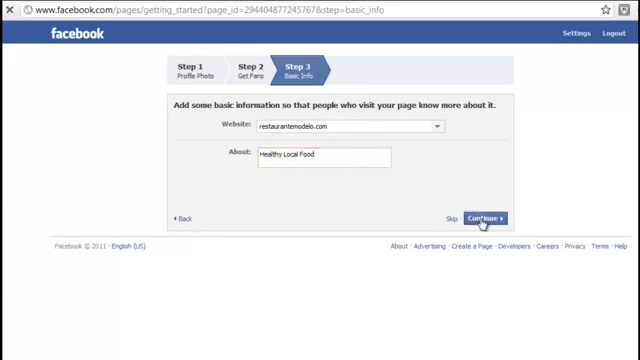 www.facebook.com/pages/getting_started?page_id=294404877245767&step=basic_info
facebook
Settings Logout
Step 1 Step 2 Step 3
Profile Photo Get Fans Basic Info
Add some basic information so that people who visit your page know more about it.
Website: restaurantemodelo.com
About: Healthy Local Food
Back Skip · Continue
Facebook © 2011 · English (US) About · Advertising · Create a Page · Developers · Careers · Privacy · Terms · Help